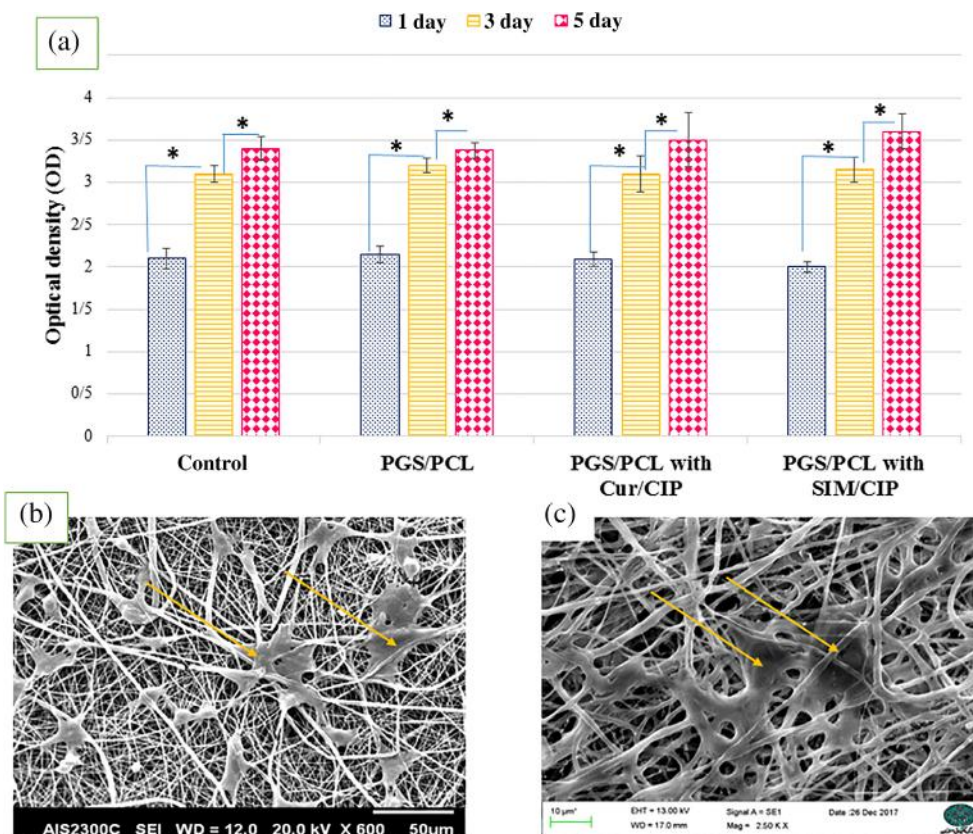 1 day 3 day 5 day
(a)
Optical density (OD)
4
3/5
3
2/5
2
1/5
1
0/5
0
* * * * * * * *
Control
PGS/PCL
PGS/PCL with
Cur/CIP
PGS/PCL with
SIM/CIP
(b)
AIS2300C SEI WD = 12.0 20.0 kV X 600 50um
(c)
10 µm* EHT = 13.00 kV Signal A = SE1 Date :26 Dec 2017
WD = 17.0 mm Mag = 2.50 K X